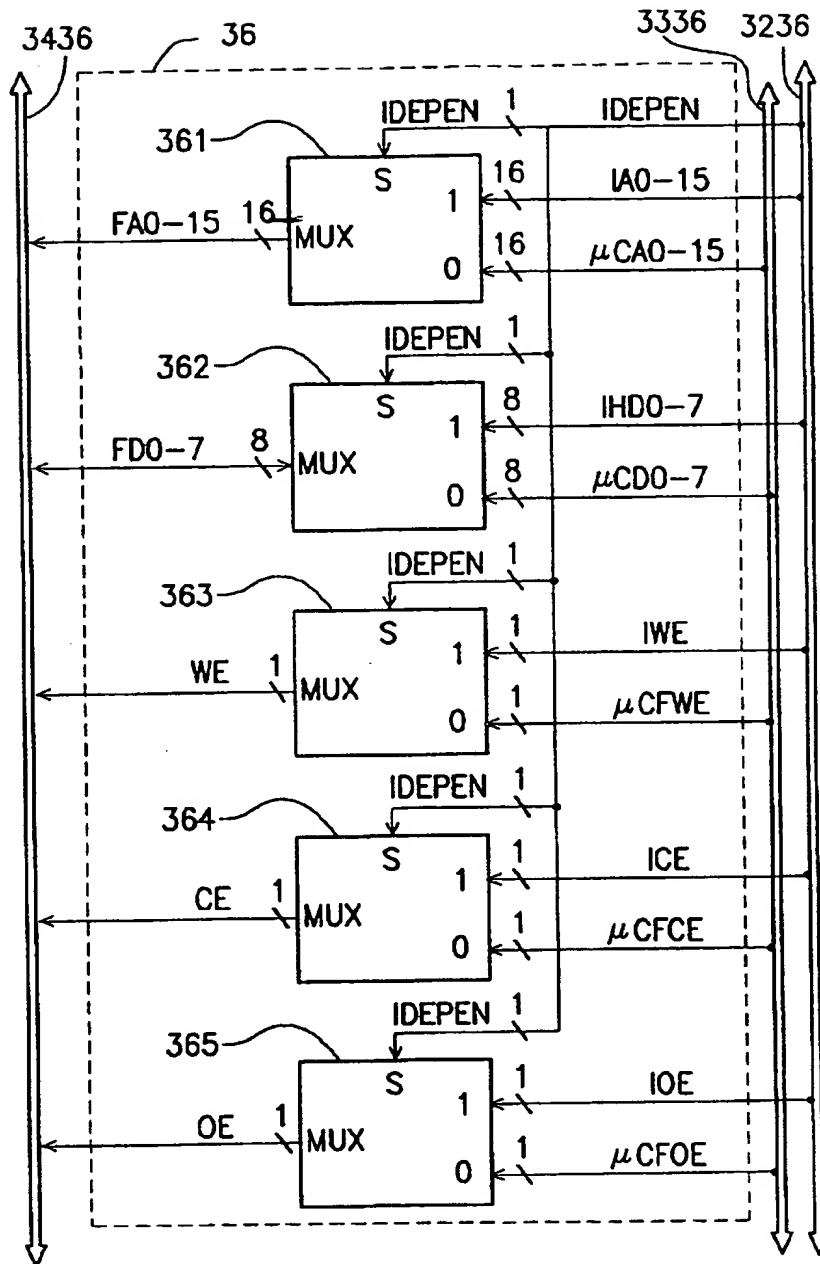 3436
36
3336
3236
361
IDEPEN
1
IDEPEN
S
16
IA0-15
1
FA0-15
16
MUX
16
μCA0-15
0
362
IDEPEN
1
S
8
IHD0-7
1
FD0-7
8
MUX
8
μCD0-7
0
363
IDEPEN
1
S
1
IWE
1
WE
1
MUX
1
μCFWE
0
364
IDEPEN
1
S
1
ICE
1
CE
1
MUX
1
μCFCE
0
365
IDEPEN
1
S
1
IOE
1
OE
1
MUX
1
μCFOE
0